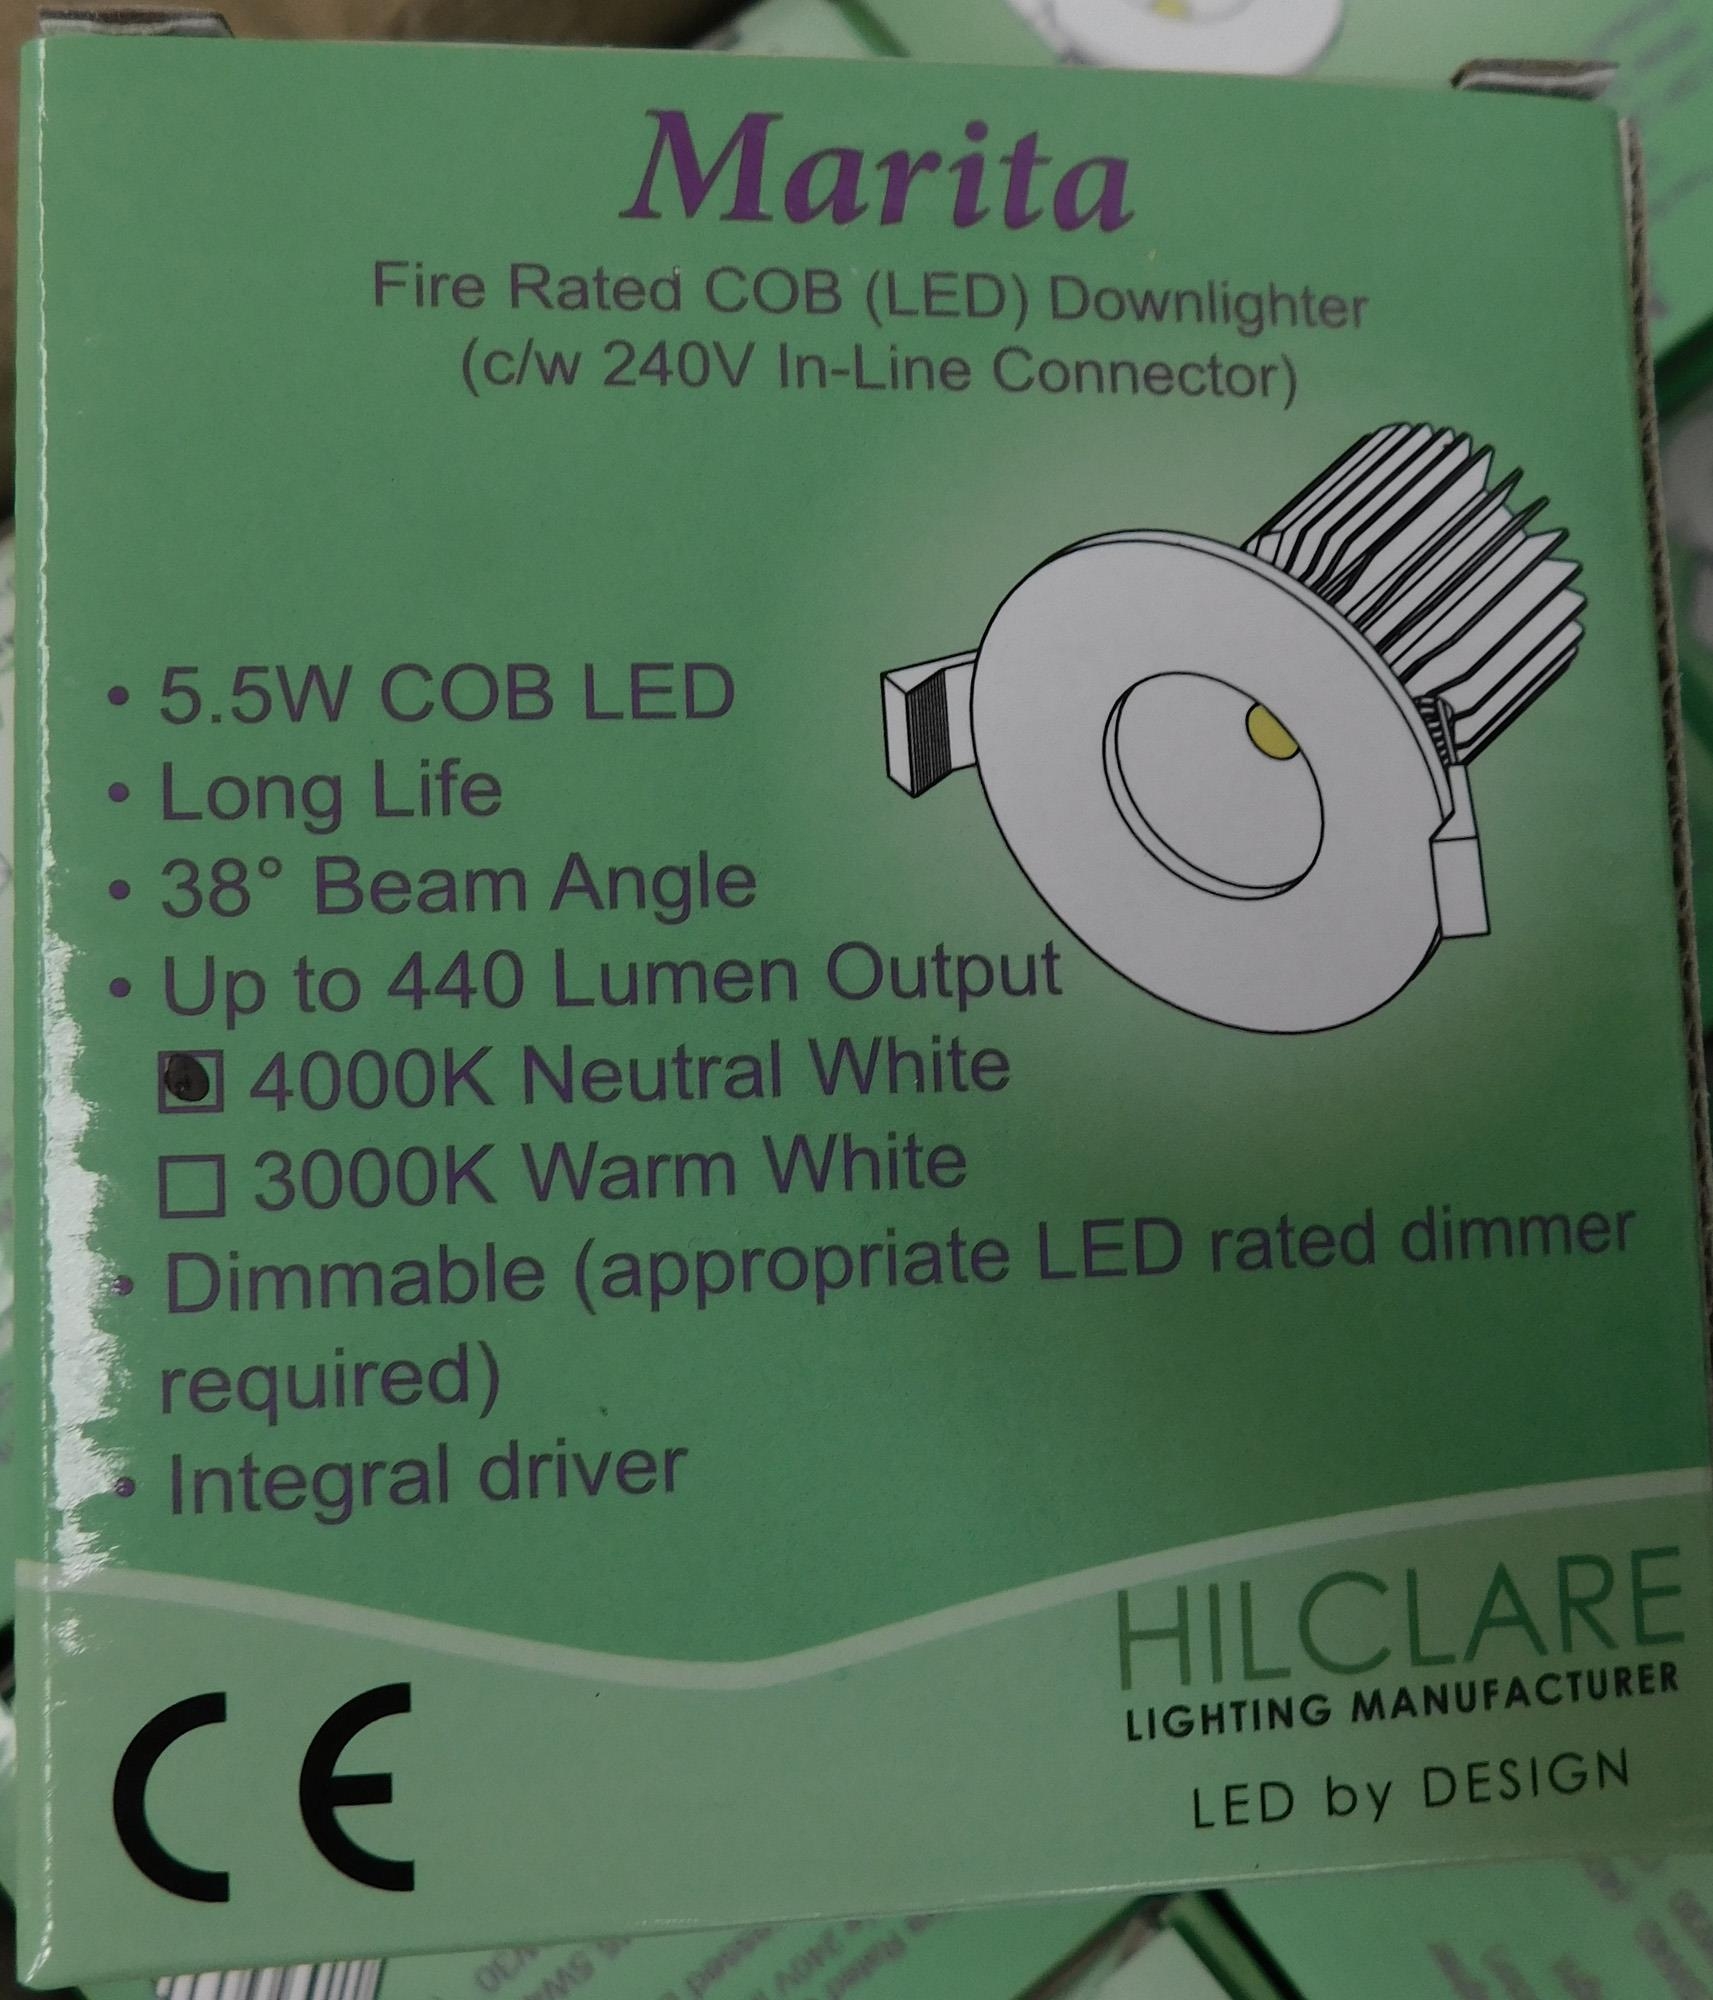 Marita
Fire Rated COB (LED) Downlighter
(c/w 240V In-Line Connector)
• 5.5W COB LED
• Long Life
• 38° Beam Angle
• Up to 440 Lumen Output
4000K Neutral White
3000K Warm White
• Dimmable (appropriate LED rated dimmer
required)
• Integral driver
HILCLARE
LIGHTING MANUFACTURER
LED by DESIGN
CE